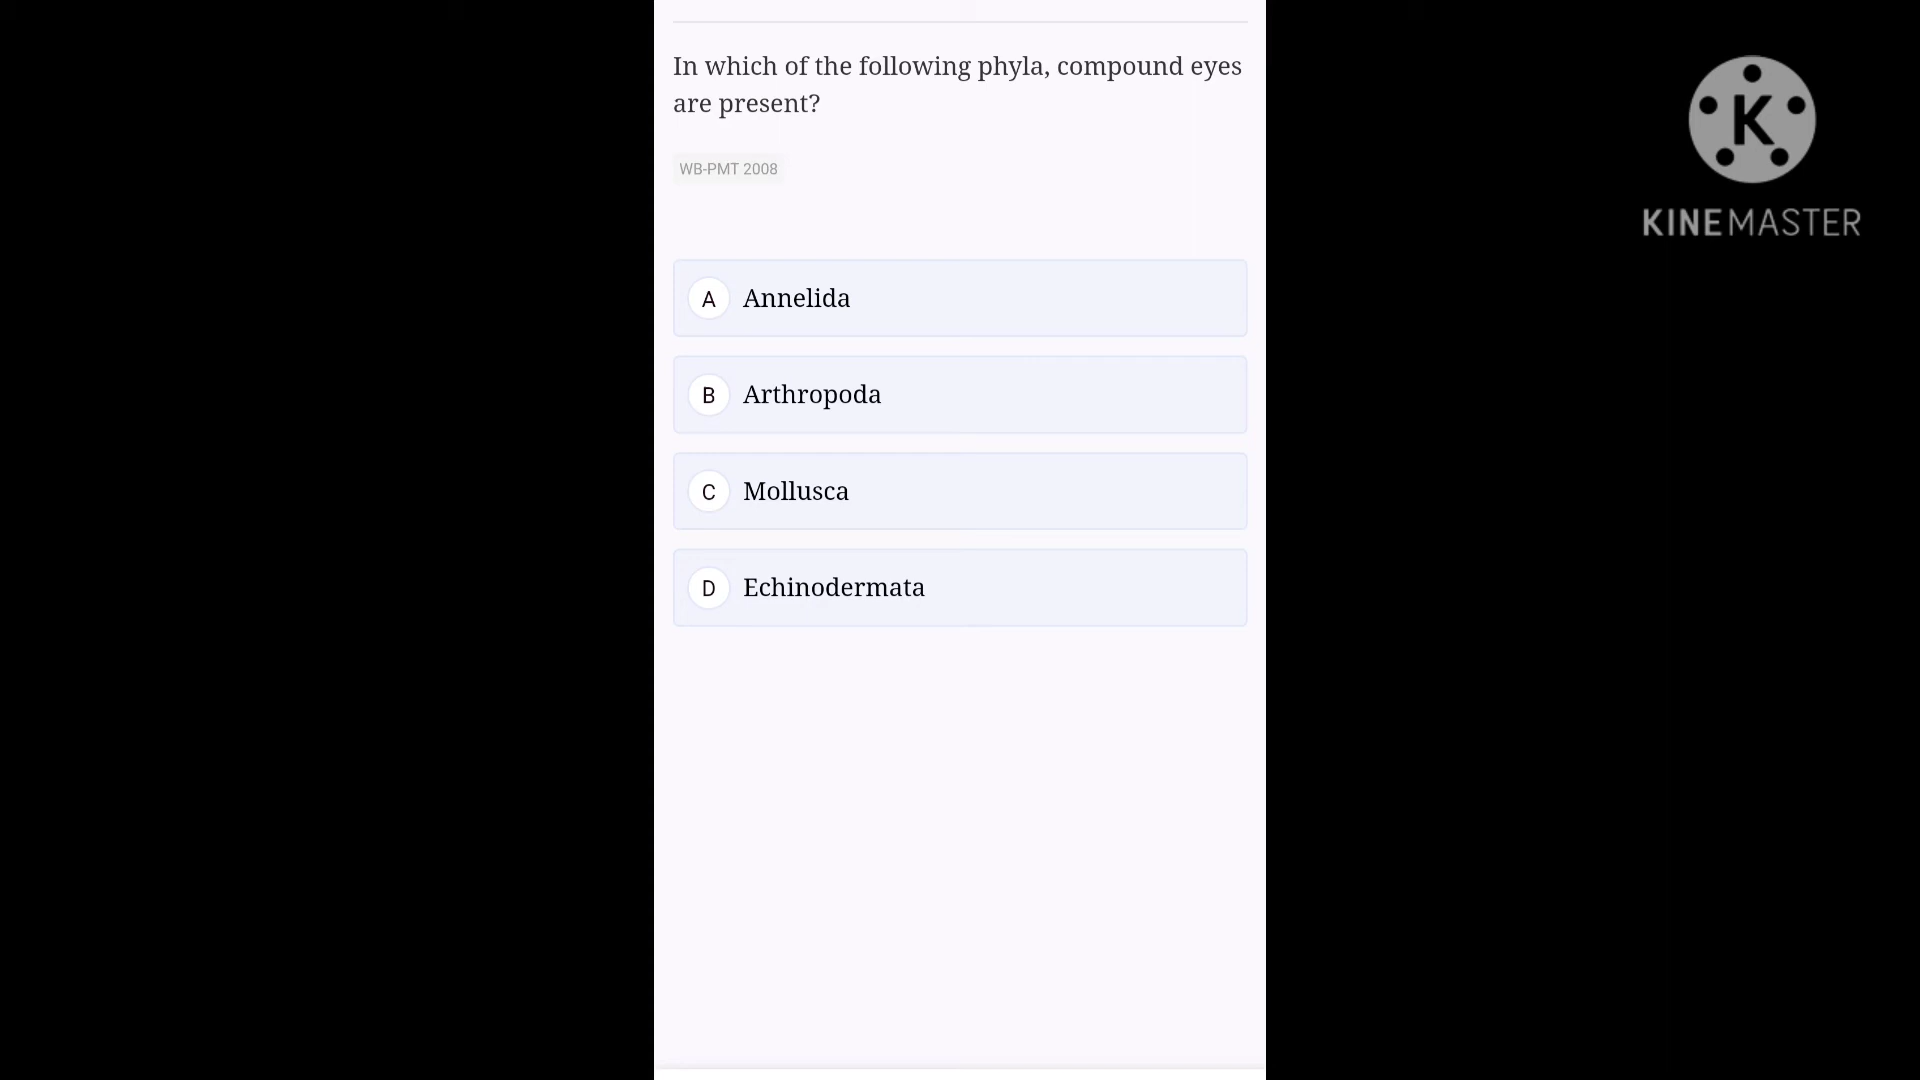 In which of the following phyla, compound eyes
are present?
WB-PMT 2008
A Annelida
B Arthropoda
C Mollusca
D Echinodermata
K
KINEMASTER